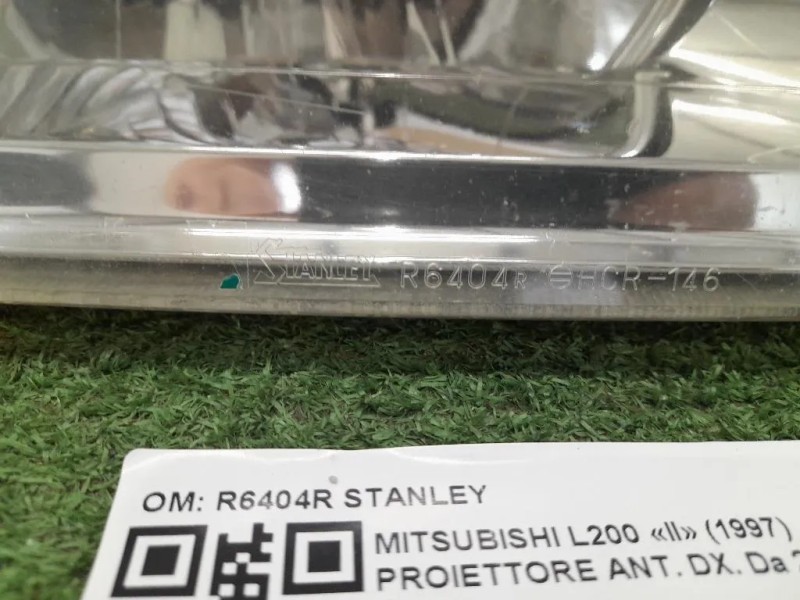 STANLEY R6404R HCR-146
OM: R6404R STANLEY
MITSUBISHI L200 «II» (1997)
PROIETTORE ANT. DX. Da